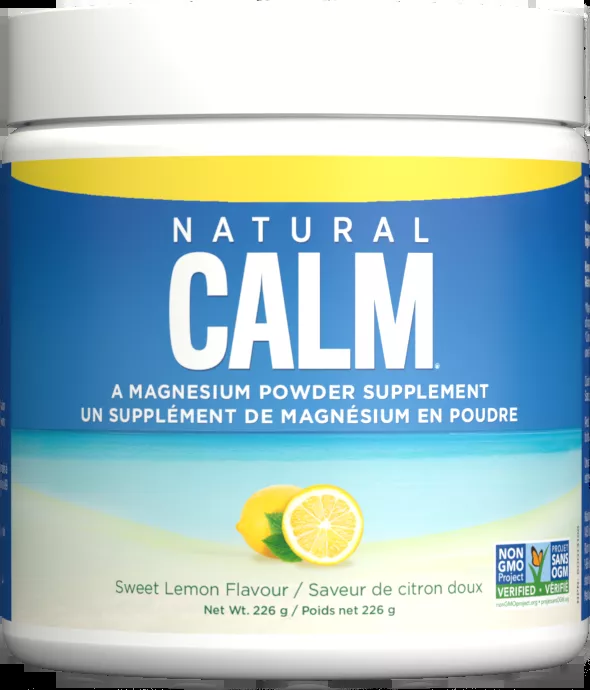 NATURAL
CALM
A MAGNESIUM POWDER SUPPLEMENT
UN SUPPLÉMENT DE MAGNÉSIUM EN POUDRE
Sweet Lemon Flavour / Saveur de citron doux
Net Wt. 226 g / Poids net 226 g
NON
GMO
Project
PROJET
SANS
OGM
VERIFIED • VÉRIFIÉ